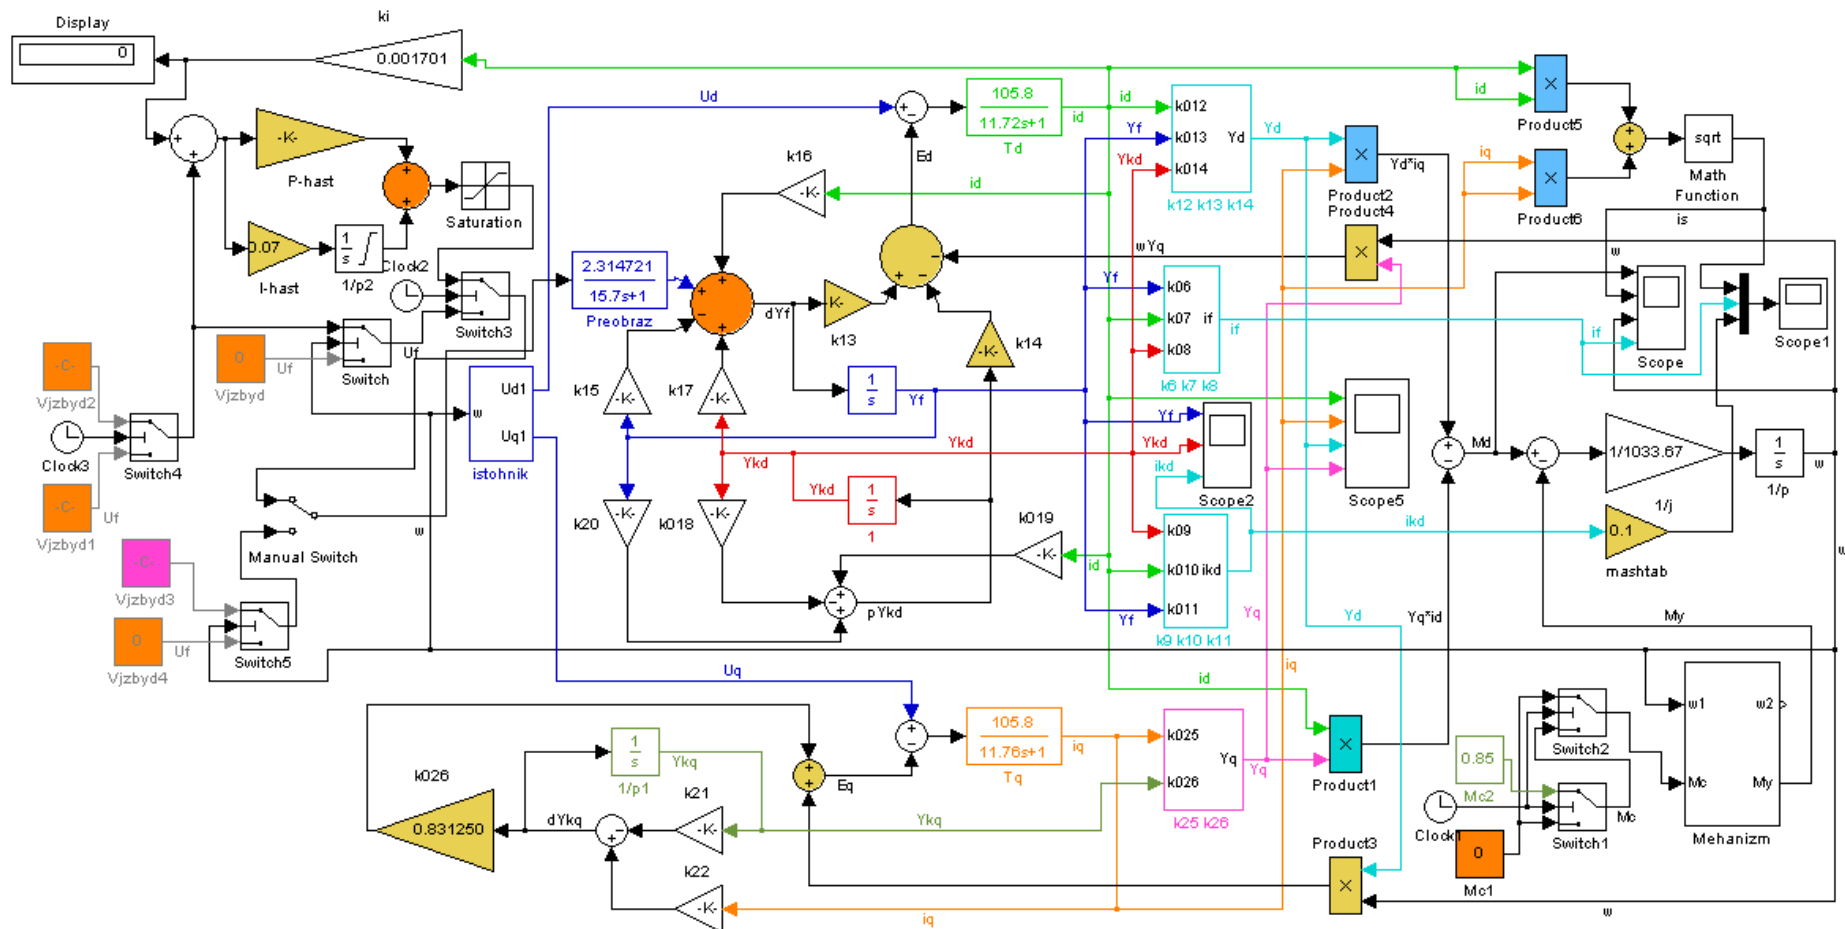 Display
0
ki
0.001701
-K-
P-hast
0.07
I-hast
1
s
1/p2
Saturation
Clock2
Switch3
2.314721
15.7s+1
Preobraz
0
Vjzbyd
Uf
Uf
Switch
-C-
Vjzbyd2
Clock3
Switch4
-C-
Vjzbyd1
Uf
Manual Switch
-C-
Vjzbyd3
0
Vjzbyd4
Uf
Switch5
w
w
Ud1
Uq1
istohnik
Ud
Uq
k16
-K-
id
dYf
K-
k13
-K-
k14
k15
-K-
k17
-K-
1
s
Yf
k20
-K-
k018
-K-
Ykd
Ykd
1
s
1
k019
-K-
id
pYkd
Ed
105.8
11.72s+1
Td
id
id
Yf
Ykd
k012
k013
k014
Yd
k12 k13 k14
Yd
Product2
Yd*iq
Product4
wYq
Yf
k06
k07
k08
if
k6 k7 k8
if
Yf
Ykd
ikd
Scope2
Scope5
k09
k010
k011
ikd
k9 k10 k11
Yf
ikd
Yq
Yd
iq
Yq*id
id
id
Product5
iq
Product6
sqrt
Math
Function
is
w
if
Scope
Scope1
Md
1/1033.67
1/j
1
s
1/p
w
0.1
mashtab
My
w
w1
w2
Mc
My
Mehanizm
Switch2
0.85
Mc2
Clock1
Switch1
Mc
0
Mc1
k026
0.831250
1
s
1/p1
Ykq
dYkq
k21
-K-
k22
-K-
Ykq
iq
Eq
105.8
11.76s+1
Tq
iq
k025
k026
Yq
Yq
k25 k26
Product1
Product3
w